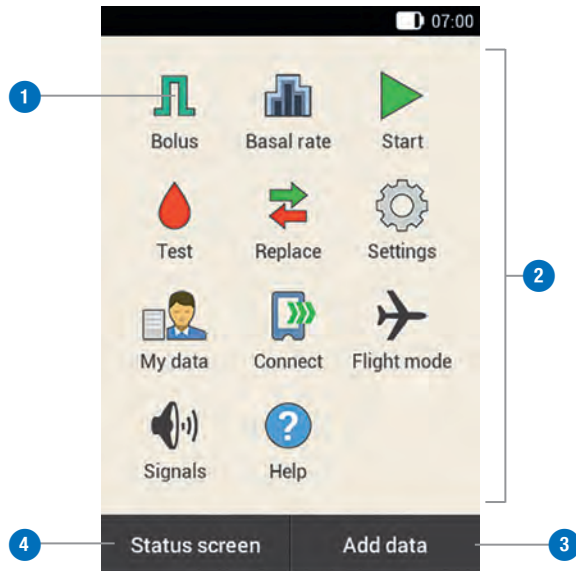 07:00
1
Bolus Basal rate Start
Test Replace Settings
2
My data Connect Flight mode
?
Signals Help
4 Status screen Add data 3